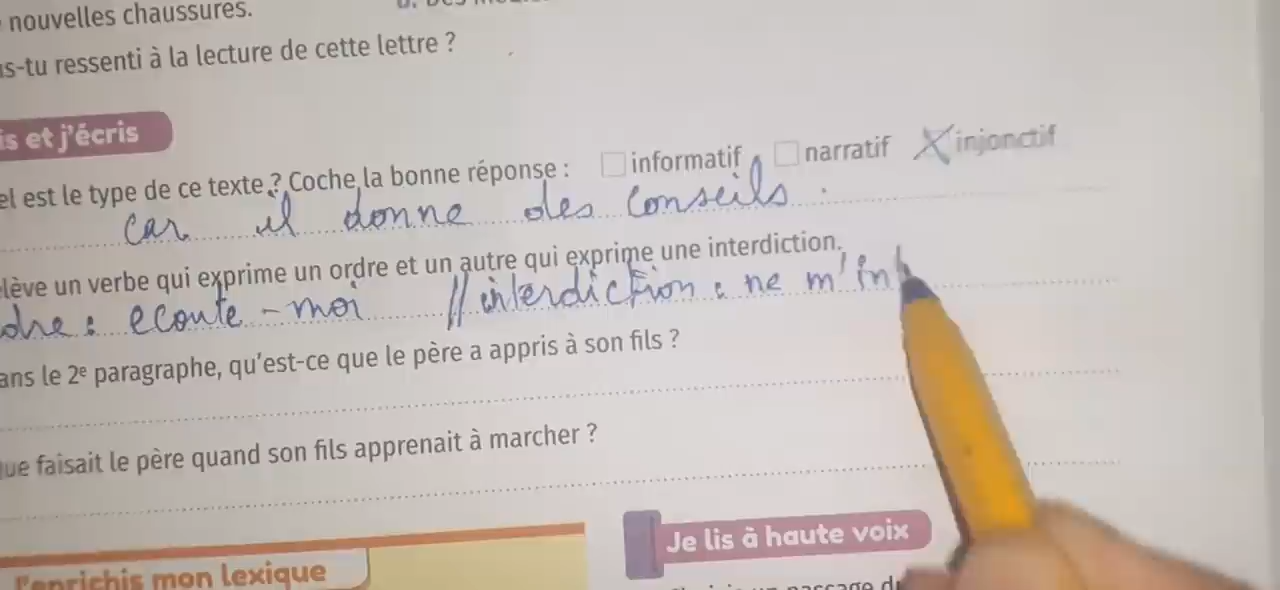 nouvelles chaussures.
s-tu ressenti à la lecture de cette lettre ?
is et j'écris
el est le type de ce texte ? Coche la bonne réponse : informatif narratif injonctif
car il donne des conseils.
lève un verbe qui exprime un ordre et un autre qui exprime une interdiction.
dre : ecoute-moi // interdiction : ne m'int
ans le 2e paragraphe, qu'est-ce que le père a appris à son fils ?
ue faisait le père quand son fils apprenait à marcher ?
Je lis à haute voix
J'enrichis mon lexique
passage